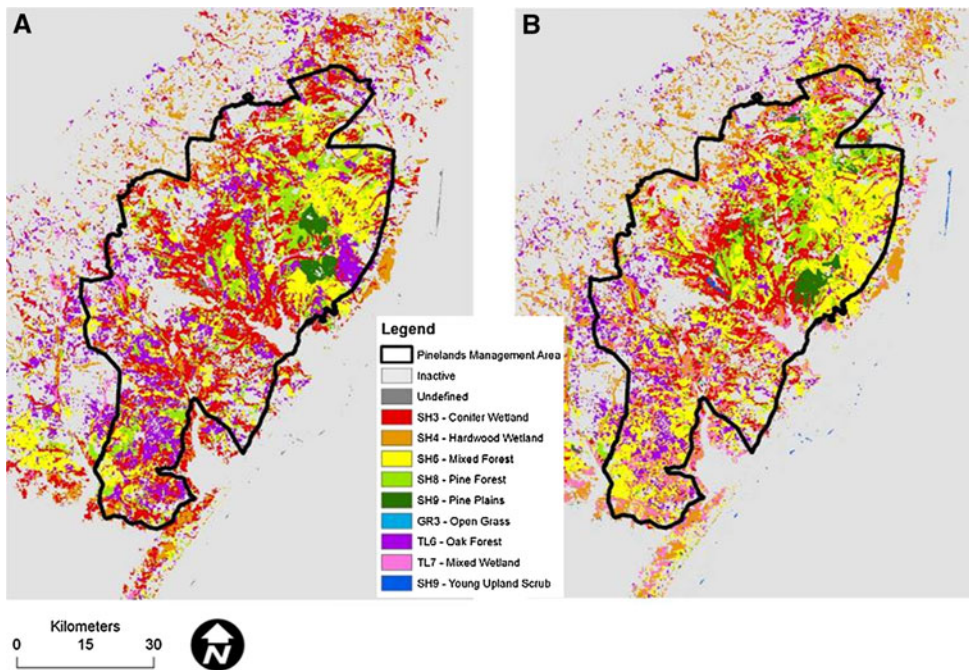 A
B
Legend
Pinelands Management Area
Inactive
Undefined
SH3 - Conifer Wetland
SH4 - Hardwood Wetland
SH6 - Mixed Forest
SH8 - Pine Forest
SH9 - Pine Plains
GR3 - Open Grass
TL6 - Oak Forest
TL7 - Mixed Wetland
SH9 - Young Upland Scrub
Kilometers
0 15 30
N